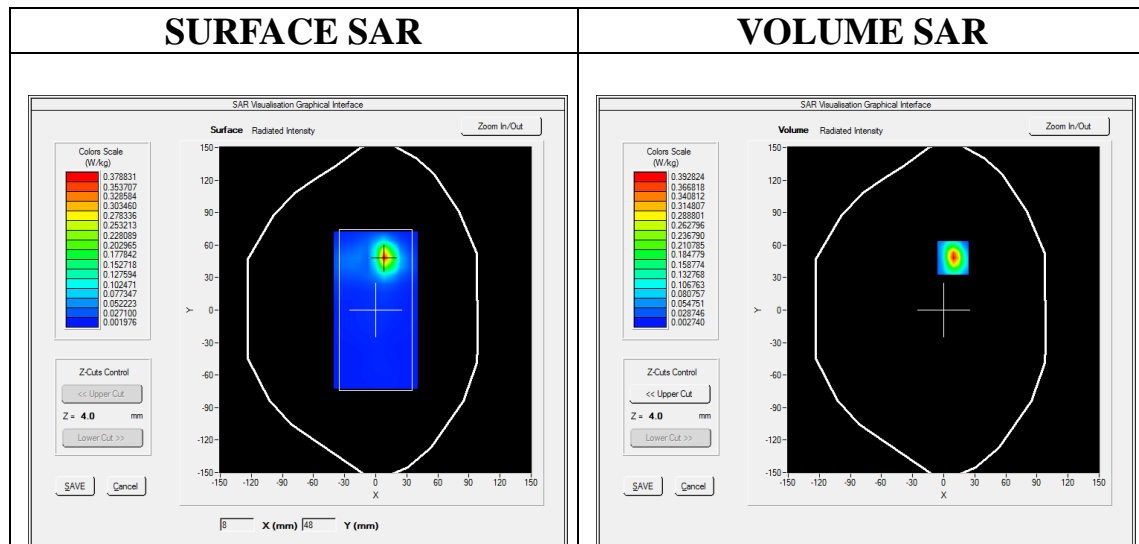 SURFACE SAR
VOLUME SAR
SAR Visualisation Graphical Interface
Surface Radiated Intensity
Zoom In/Out
Colors Scale
(W/kg)
0.378831
0.353707
0.328584
0.303460
0.278336
0.253213
0.228089
0.202965
0.177842
0.152718
0.127594
0.102471
0.077347
0.052223
0.027100
0.001976
Z-Cuts Control
<< Upper Cut
Z = 4.0 mm
Lower Cut >>
SAVE Cancel
150
120
90
60
30
0
-30
-60
-90
-120
-150
Y
-150 -120 -90 -60 -30 0 30 60 90 120 150
X
8 X (mm) 48 Y (mm)
SAR Visualisation Graphical Interface
Volume Radiated Intensity
Zoom In/Out
Colors Scale
(W/kg)
0.392824
0.366818
0.340812
0.314807
0.288801
0.262796
0.236790
0.210785
0.184779
0.158774
0.132768
0.106763
0.080757
0.054751
0.028746
0.002740
Z-Cuts Control
<< Upper Cut
Z = 4.0 mm
Lower Cut >>
SAVE Cancel
150
120
90
60
30
0
-30
-60
-90
-120
-150
Y
-150 -120 -90 -60 -30 0 30 60 90 120 150
X